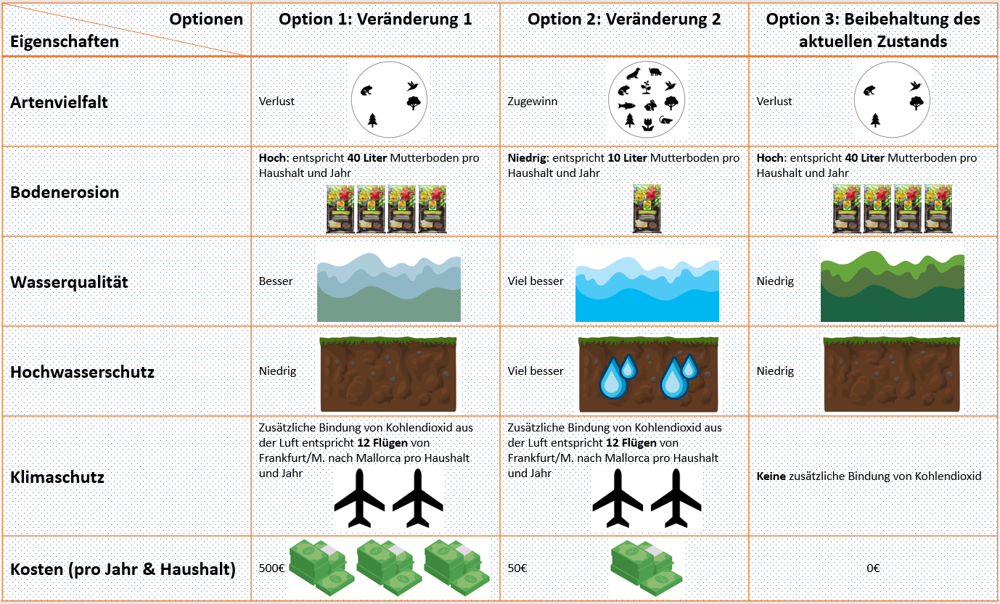 Optionen
Eigenschaften
Option 1: Veränderung 1
Option 2: Veränderung 2
Option 3: Beibehaltung des
aktuellen Zustands
Artenvielfalt
Verlust
Zugewinn
Verlust
Bodenerosion
Hoch: entspricht 40 Liter Mutterboden pro
Haushalt und Jahr
Niedrig: entspricht 10 Liter Mutterboden pro
Haushalt und Jahr
Hoch: entspricht 40 Liter Mutterboden pro
Haushalt und Jahr
Wasserqualität
Besser
Viel besser
Niedrig
Hochwasserschutz
Niedrig
Viel besser
Niedrig
Klimaschutz
Zusätzliche Bindung von Kohlendioxid aus
der Luft entspricht 12 Flügen von
Frankfurt/M. nach Mallorca pro Haushalt
und Jahr
Zusätzliche Bindung von Kohlendioxid aus
der Luft entspricht 12 Flügen von
Frankfurt/M. nach Mallorca pro Haushalt
und Jahr
Keine zusätzliche Bindung von Kohlendioxid
Kosten (pro Jahr & Haushalt)
500€
50€
0€